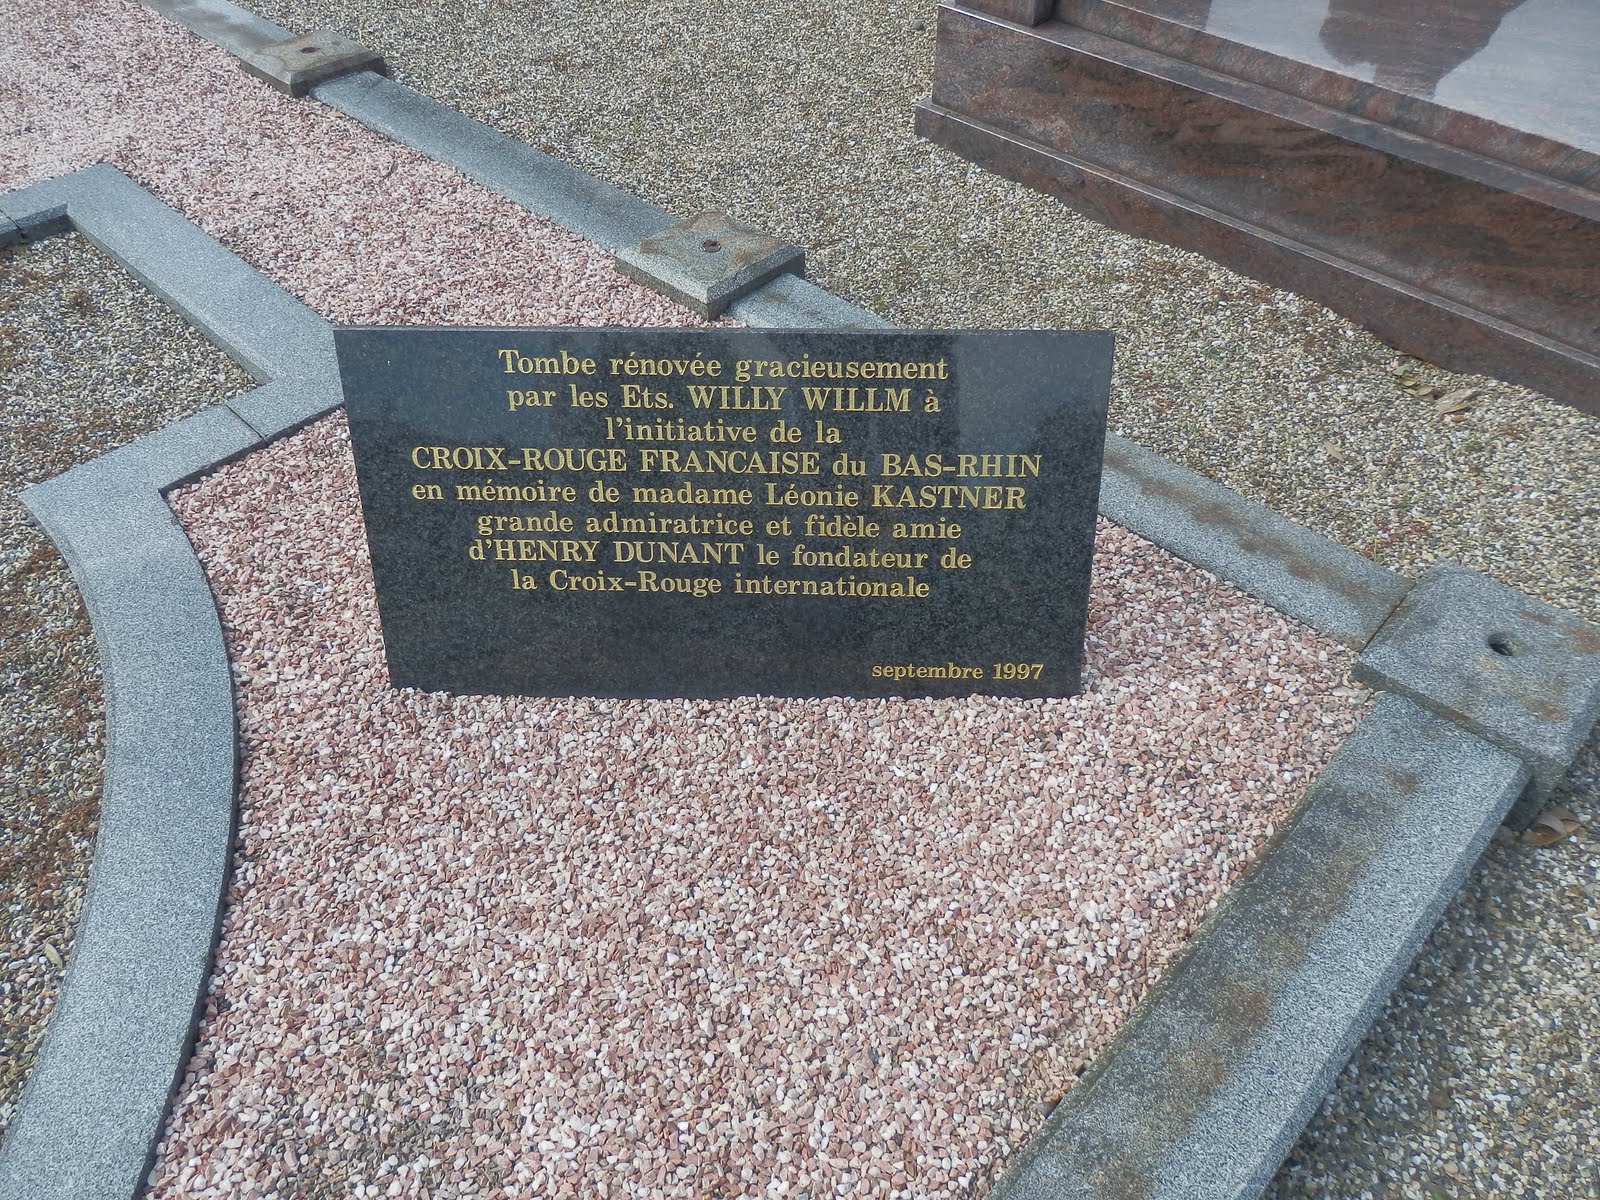 Tombe rénovée gracieusement
par les Ets. WILLY WILLM à
l'initiative de la
CROIX-ROUGE FRANCAISE du BAS-RHIN
en mémoire de madame Léonie KASTNER
grande admiratrice et fidèle amie
d'HENRY DUNANT le fondateur de
la Croix-Rouge internationale
septembre 1997